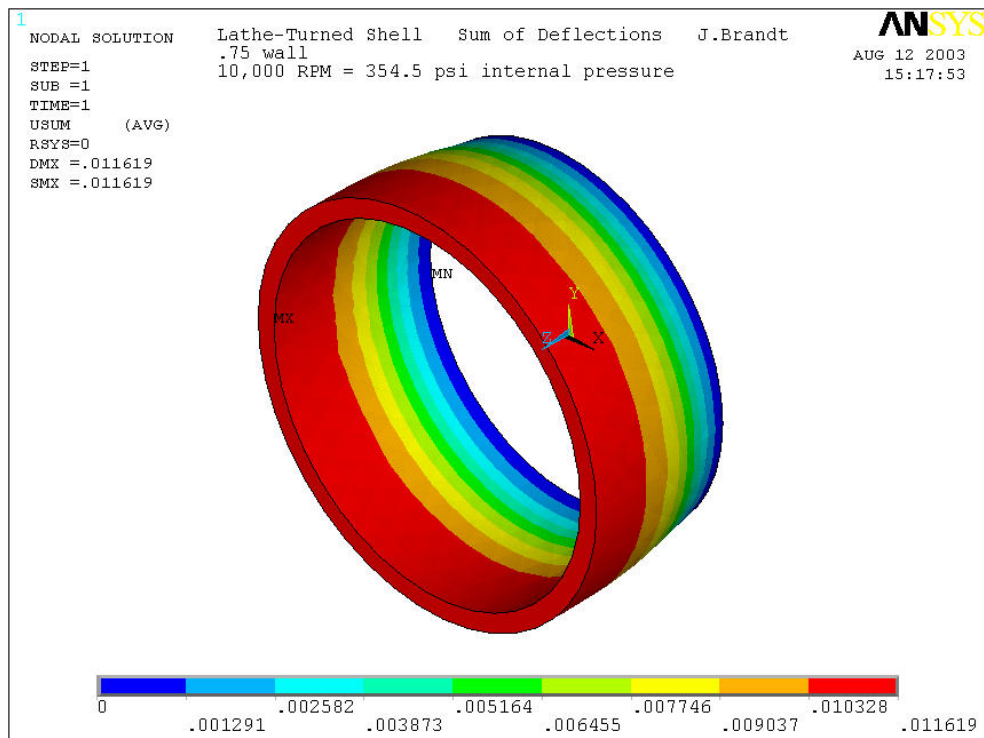 1
NODAL SOLUTION
STEP=1
SUB =1
TIME=1
USUM (AVG)
RSYS=0
DMX =.011619
SMX =.011619
Lathe-Turned Shell Sum of Deflections J.Brandt
.75 wall
10,000 RPM = 354.5 psi internal pressure
ANSYS
AUG 12 2003
15:17:53
MN
MX
Y
Z X
0 .002582 .005164 .007746 .010328
.001291 .003873 .006455 .009037 .011619